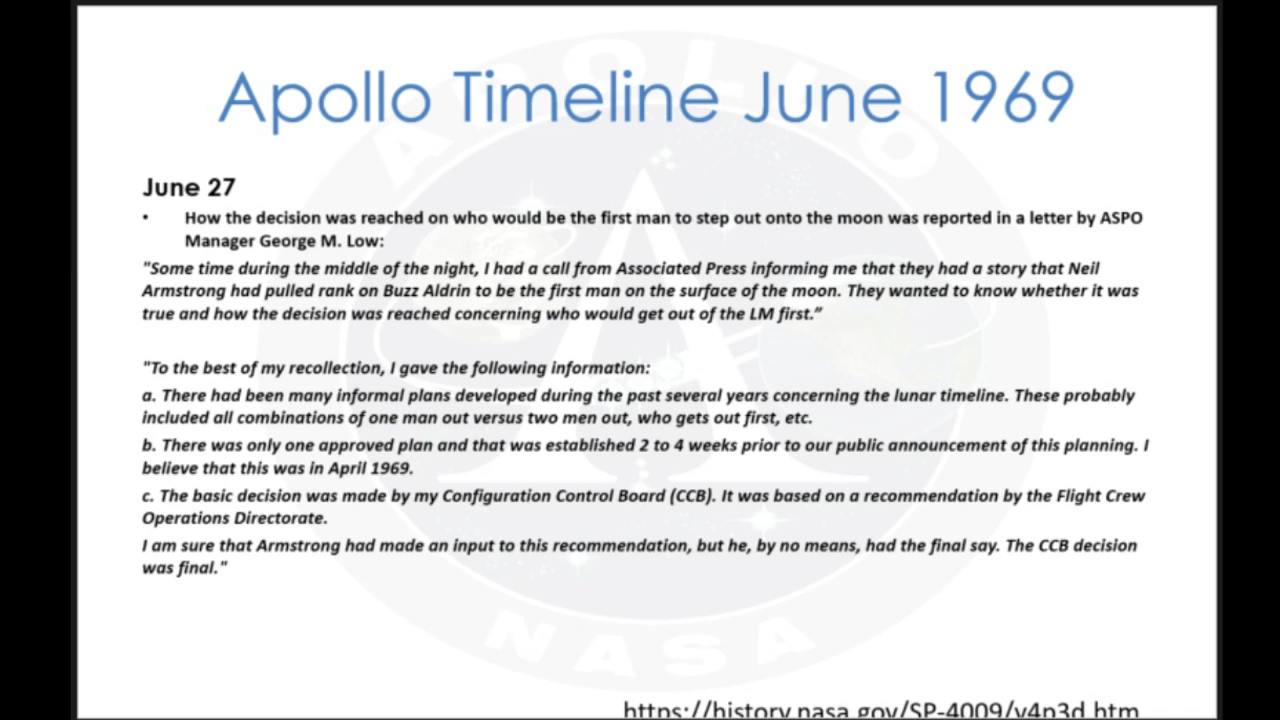 Apollo Timeline June 1969
June 27
• How the decision was reached on who would be the first man to step out onto the moon was reported in a letter by ASPO
Manager George M. Low:
"Some time during the middle of the night, I had a call from Associated Press informing me that they had a story that Neil
Armstrong had pulled rank on Buzz Aldrin to be the first man on the surface of the moon. They wanted to know whether it was
true and how the decision was reached concerning who would get out of the LM first.”
"To the best of my recollection, I gave the following information:
a. There had been many informal plans developed during the past several years concerning the lunar timeline. These probably
included all combinations of one man out versus two men out, who gets out first, etc.
b. There was only one approved plan and that was established 2 to 4 weeks prior to our public announcement of this planning. I
believe that this was in April 1969.
c. The basic decision was made by my Configuration Control Board (CCB). It was based on a recommendation by the Flight Crew
Operations Directorate.
I am sure that Armstrong had made an input to this recommendation, but he, by no means, had the final say. The CCB decision
was final."
https://history.nasa.gov/SP-4009/v4p3d.htm
APOLLO
NASA